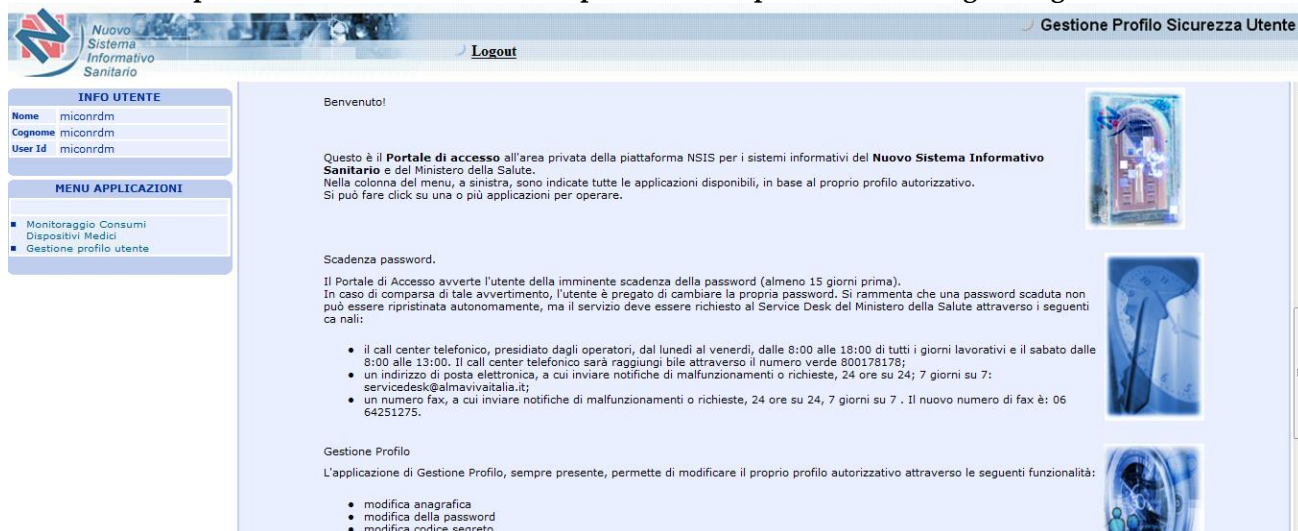 Nuovo
Sistema
Informativo
Sanitario
Gestione Profilo Sicurezza Utente
Logout
INFO UTENTE
Nome miconrdm
Cognome miconrdm
User Id miconrdm
MENU APPLICAZIONI
Monitoraggio Consumi
Dispositivi Medici
Gestione profilo utente
Benvenuto!
Questo è il Portale di accesso all'area privata della piattaforma NSIS per i sistemi informativi del Nuovo Sistema Informativo
Sanitario e del Ministero della Salute.
Nella colonna del menu, a sinistra, sono indicate tutte le applicazioni disponibili, in base al proprio profilo autorizzativo.
Si può fare click su una o più applicazioni per operare.
Scadenza password.
Il Portale di Accesso avverte l'utente della imminente scadenza della password (almeno 15 giorni prima).
In caso di comparsa di tale avvertimento, l'utente è pregato di cambiare la propria password. Si rammenta che una password scaduta non
può essere ripristinata autonomamente, ma il servizio deve essere richiesto al Service Desk del Ministero della Salute attraverso i seguenti
ca nali:
il call center telefonico, presidiato dagli operatori, dal lunedì al venerdì, dalle 8:00 alle 18:00 di tutti i giorni lavorativi e il sabato dalle
8:00 alle 13:00. Il call center telefonico sarà raggiungi bile attraverso il numero verde 800178178;
un indirizzo di posta elettronica, a cui inviare notifiche di malfunzionamenti o richieste, 24 ore su 24; 7 giorni su 7:
servicedesk@almavivaitalia.it;
un numero fax, a cui inviare notifiche di malfunzionamenti o richieste, 24 ore su 24, 7 giorni su 7 . Il nuovo numero di fax è: 06
64251275.
Gestione Profilo
L'applicazione di Gestione Profilo, sempre presente, permette di modificare il proprio profilo autorizzativo attraverso le seguenti funzionalità:
modifica anagrafica
modifica della password
modifica codice segreto